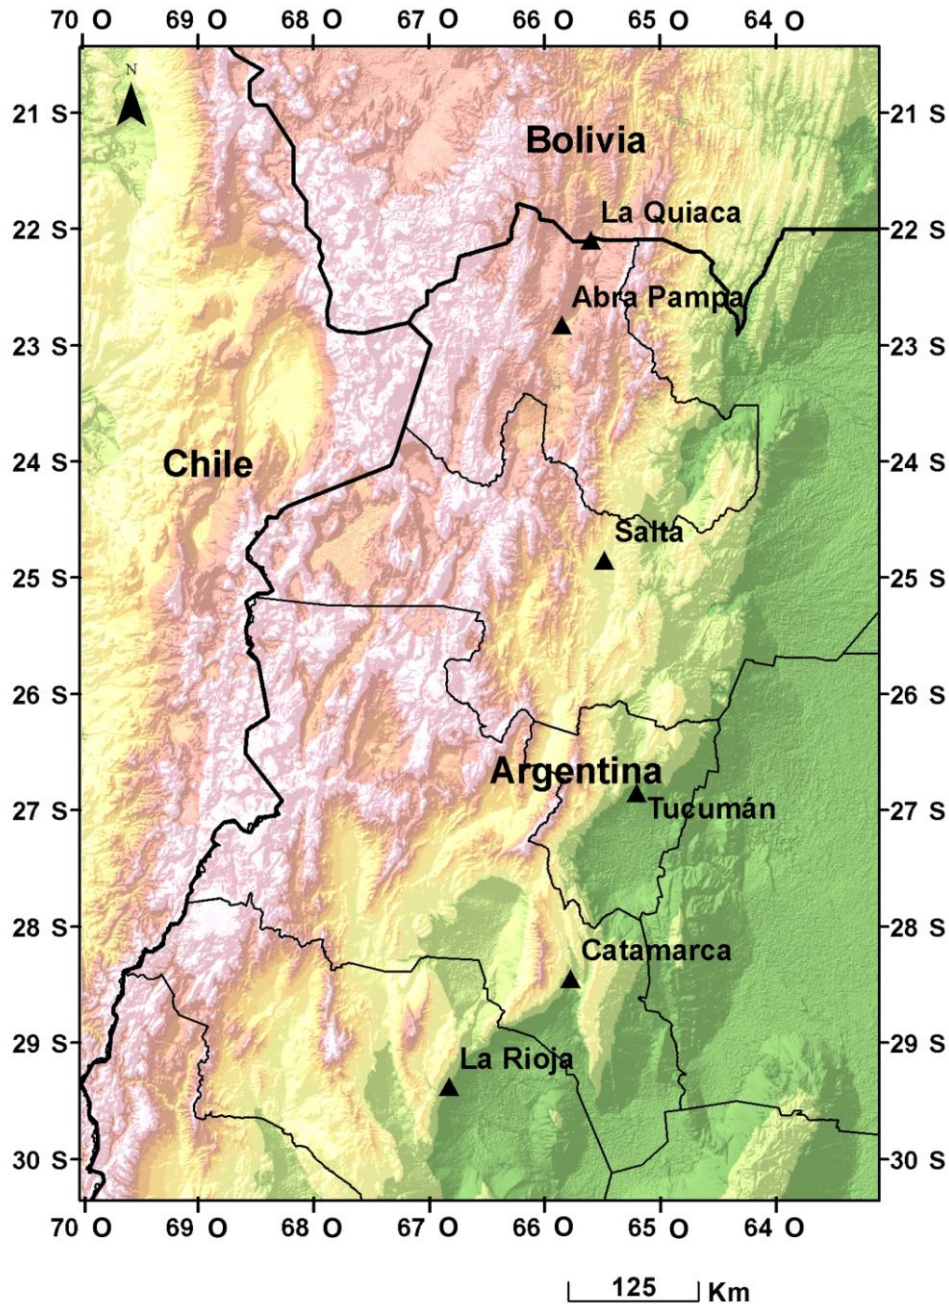 70 O 69 O 68 O 67 O 66 O 65 O 64 O
N
21 S 21 S
Bolivia
La Quiaca
22 S 22 S
Abra Pampa
23 S 23 S
Chile
24 S 24 S
Salta
25 S 25 S
26 S 26 S
Argentina
27 S Tucumán 27 S
28 S 28 S
Catamarca
29 S La Rioja 29 S
30 S 30 S
70 O 69 O 68 O 67 O 66 O 65 O 64 O
125 Km